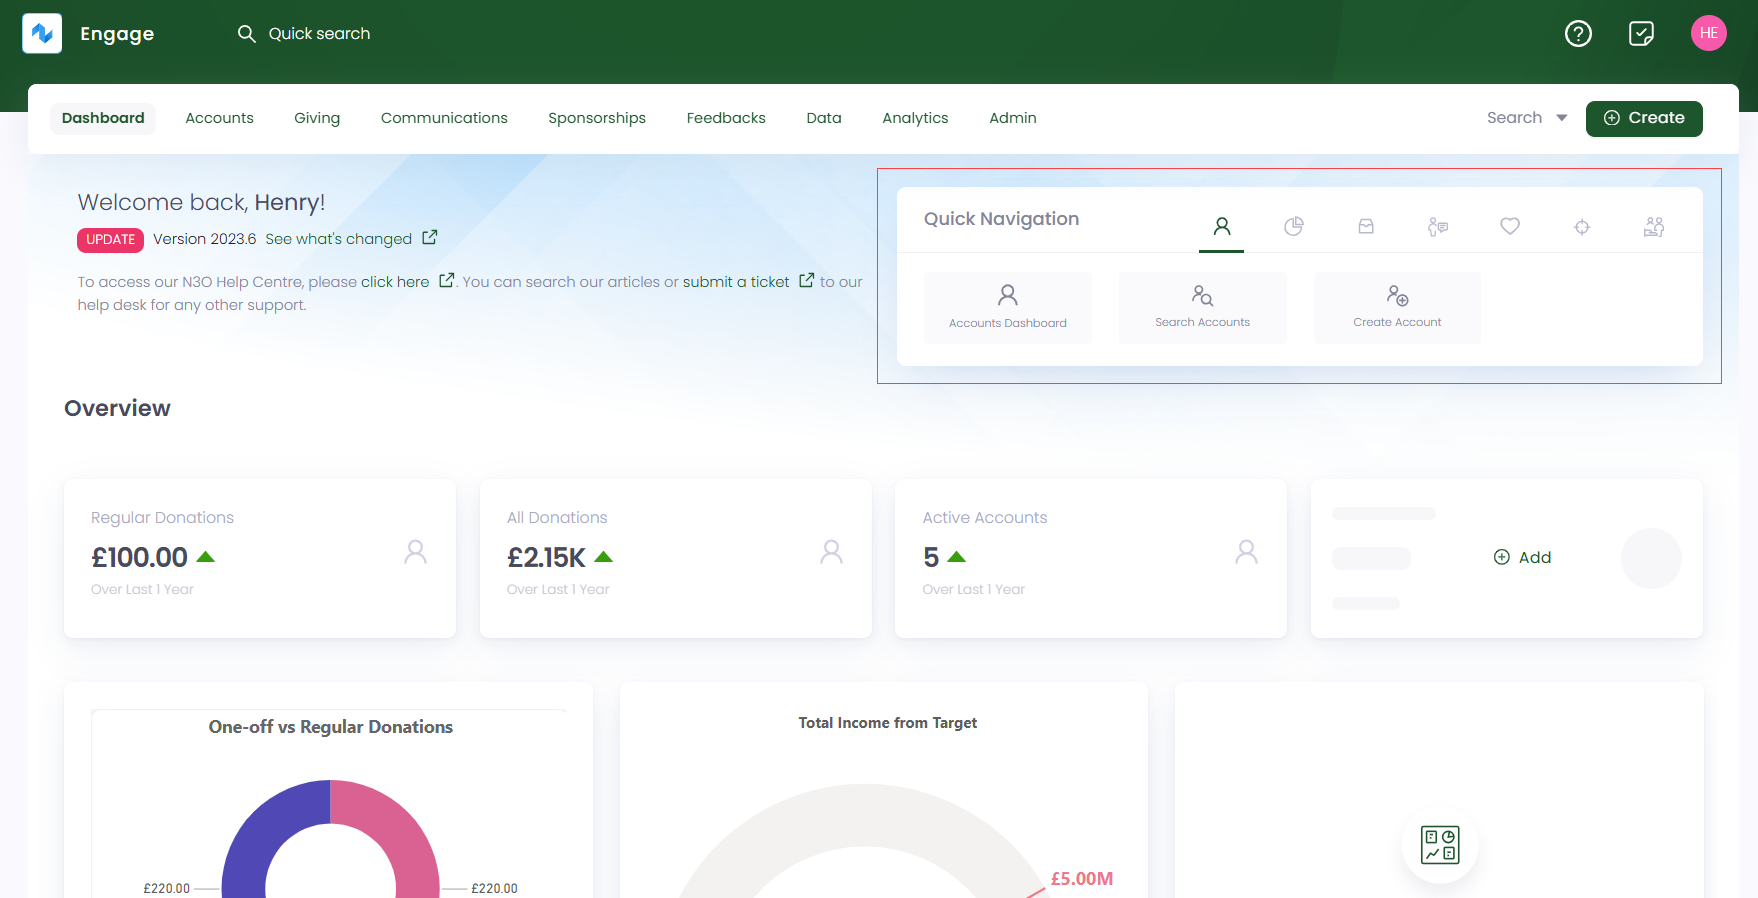 Engage
Quick search
HE
Dashboard Accounts Giving Communications Sponsorships Feedbacks Data Analytics Admin
Search
Create
Welcome back, Henry!
UPDATE Version 2023.6 See what's changed
To access our N3O Help Centre, please click here . You can search our articles or submit a ticket to our
help desk for any other support.
Quick Navigation
Accounts Dashboard
Search Accounts
Create Account
Overview
Regular Donations
£100.00
Over Last 1 Year
All Donations
£2.15K
Over Last 1 Year
Active Accounts
5
Over Last 1 Year
Add
One-off vs Regular Donations
£220.00
£220.00
Total Income from Target
£5.00M